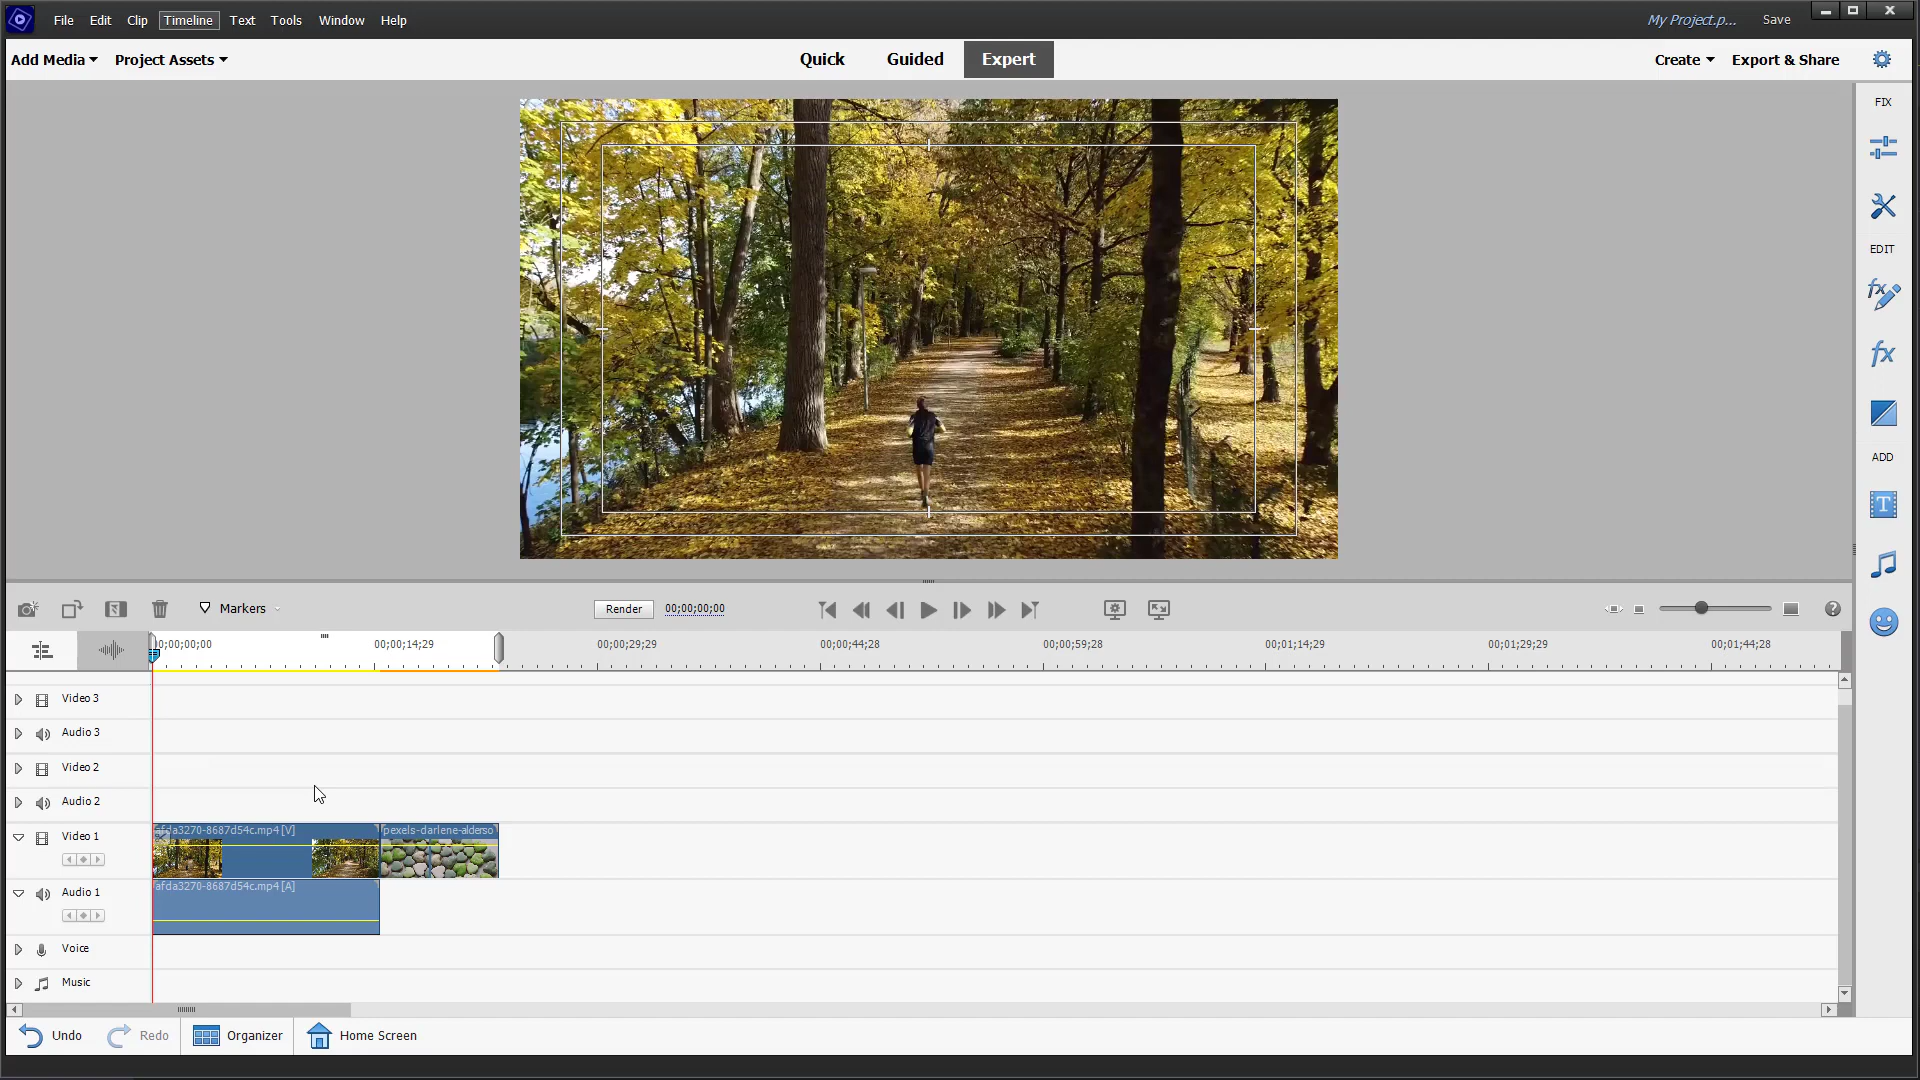 File Edit Clip Timeline Text Tools Window Help
My Project.p... Save
Add Media Project Assets
Quick Guided Expert
Create Export & Share
FIX
EDIT
fx
fx
ADD
T
Markers
Render 00;00;00;00
00;00;00;00 00;00;14;29 00;00;29;29 00;00;44;28 00;00;59;28 00;01;14;29 00;01;29;29 00;01;44;28
Video 3
Audio 3
Video 2
Audio 2
Video 1
afda3270-8687d54c.mp4 [V] pexels-darlene-alderso
Audio 1
afda3270-8687d54c.mp4 [A]
Voice
Music
Undo Redo Organizer Home Screen